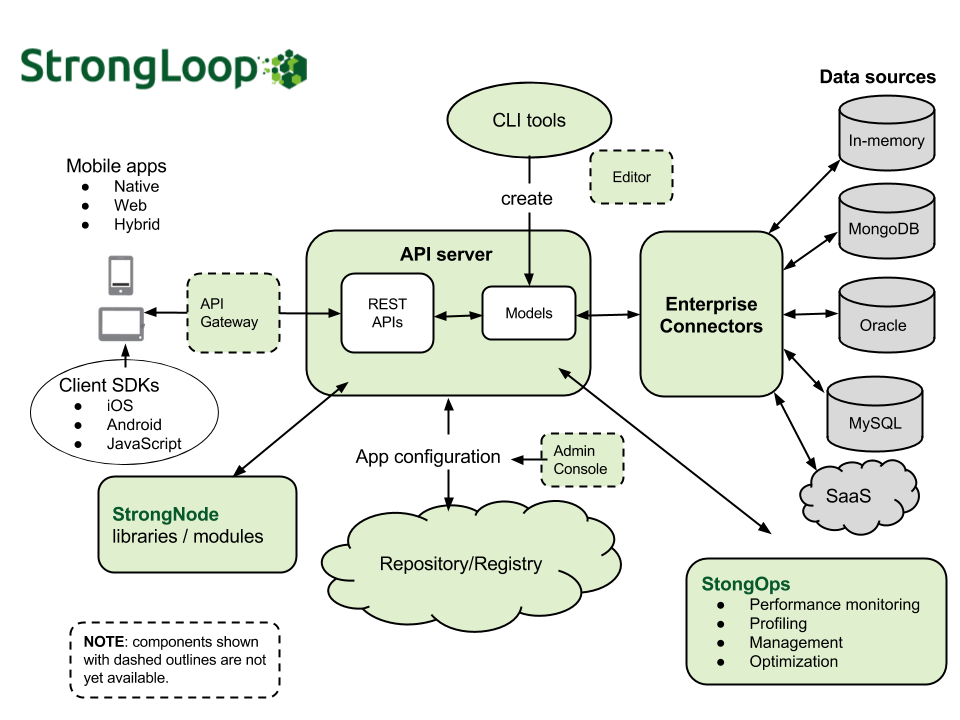 StrongLoop
Data sources
CLI tools
In-memory
Mobile apps
● Native
● Web
● Hybrid
Editor
create
MongoDB
API server
API
Gateway
REST
APIs
Models
Enterprise
Connectors
Oracle
Client SDKs
● iOS
● Android
● JavaScript
MySQL
App configuration
Admin
Console
SaaS
StrongNode
libraries / modules
Repository/Registry
StongOps
● Performance monitoring
● Profiling
● Management
● Optimization
NOTE: components shown
with dashed outlines are not
yet available.